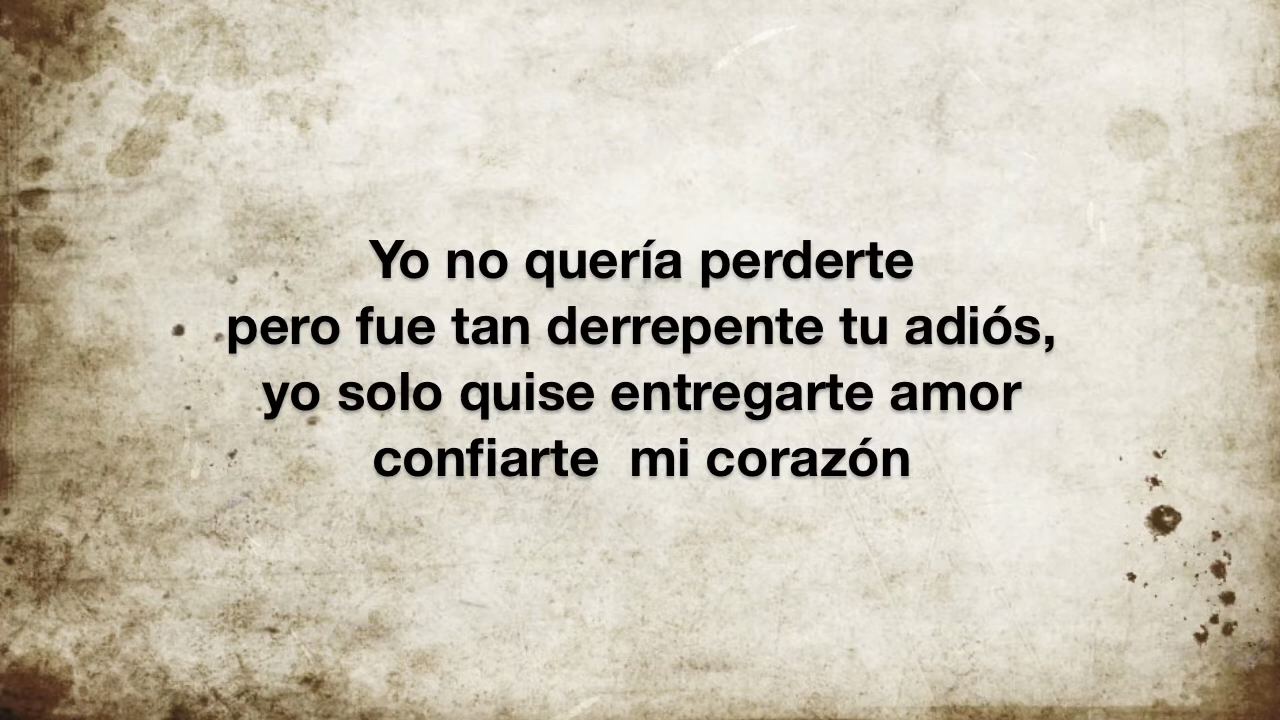 Yo no quería perderte
pero fue tan derrepente tu adiós,
yo solo quise entregarte amor
confiarte  mi corazón